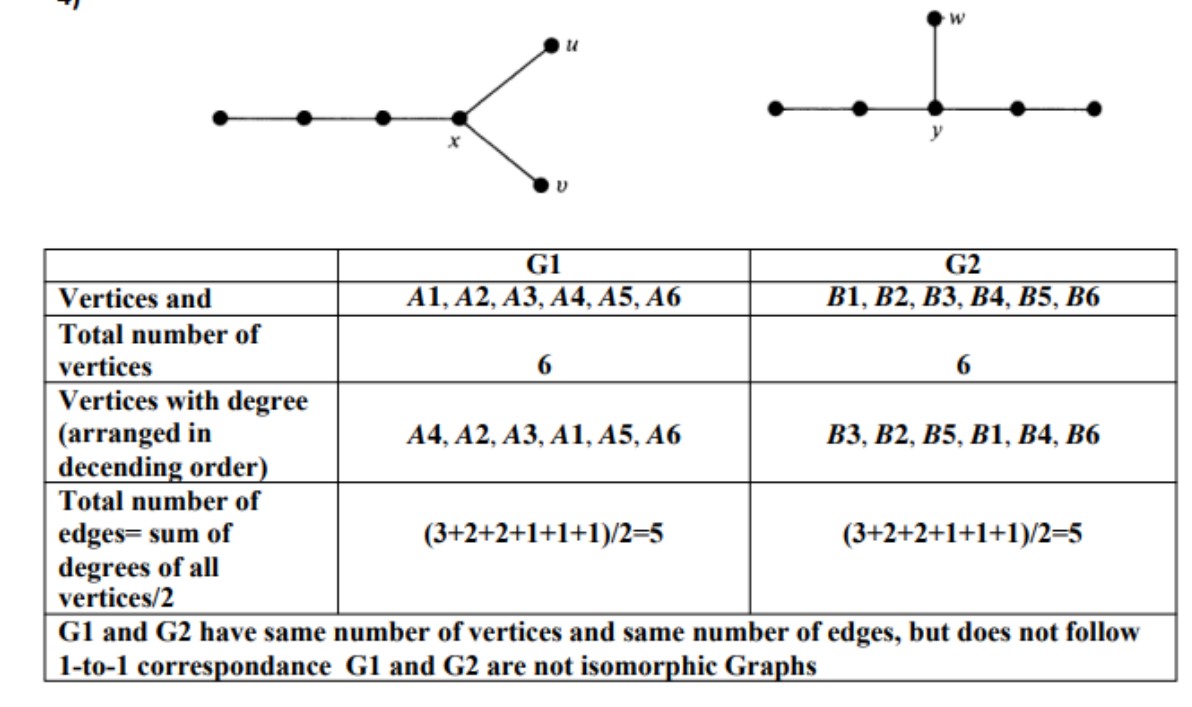 4)
u
w
x
y
v
G1 G2
Vertices and A1, A2, A3, A4, A5, A6 B1, B2, B3, B4, B5, B6
Total number of
vertices 6 6
Vertices with degree
(arranged in A4, A2, A3, A1, A5, A6 B3, B2, B5, B1, B4, B6
decending order)
Total number of
edges= sum of (3+2+2+1+1+1)/2=5 (3+2+2+1+1+1)/2=5
degrees of all
vertices/2
G1 and G2 have same number of vertices and same number of edges, but does not follow
1-to-1 correspondance G1 and G2 are not isomorphic Graphs